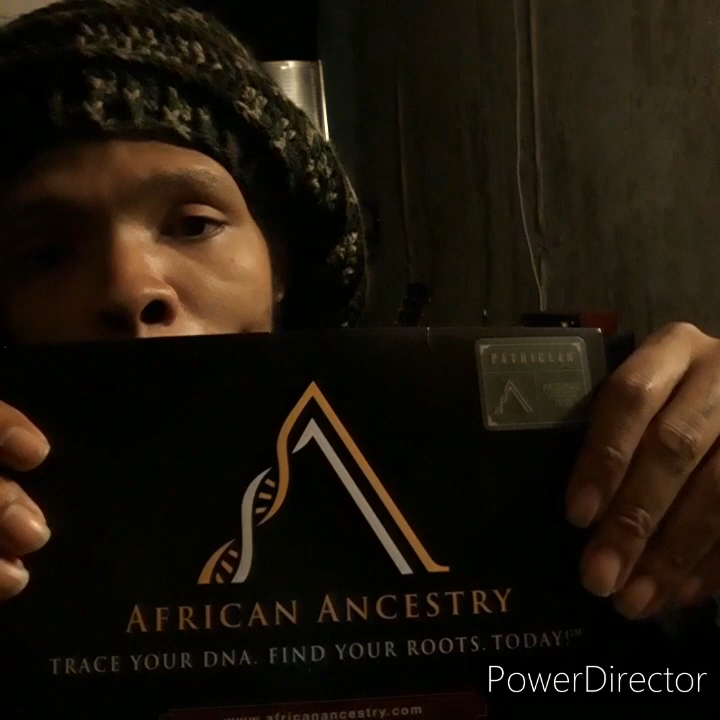 PATRICLAN
AFRICAN ANCESTRY
TRACE YOUR DNA. FIND YOUR ROOTS. TODAY!™
www.africanancestry.com
PowerDirector